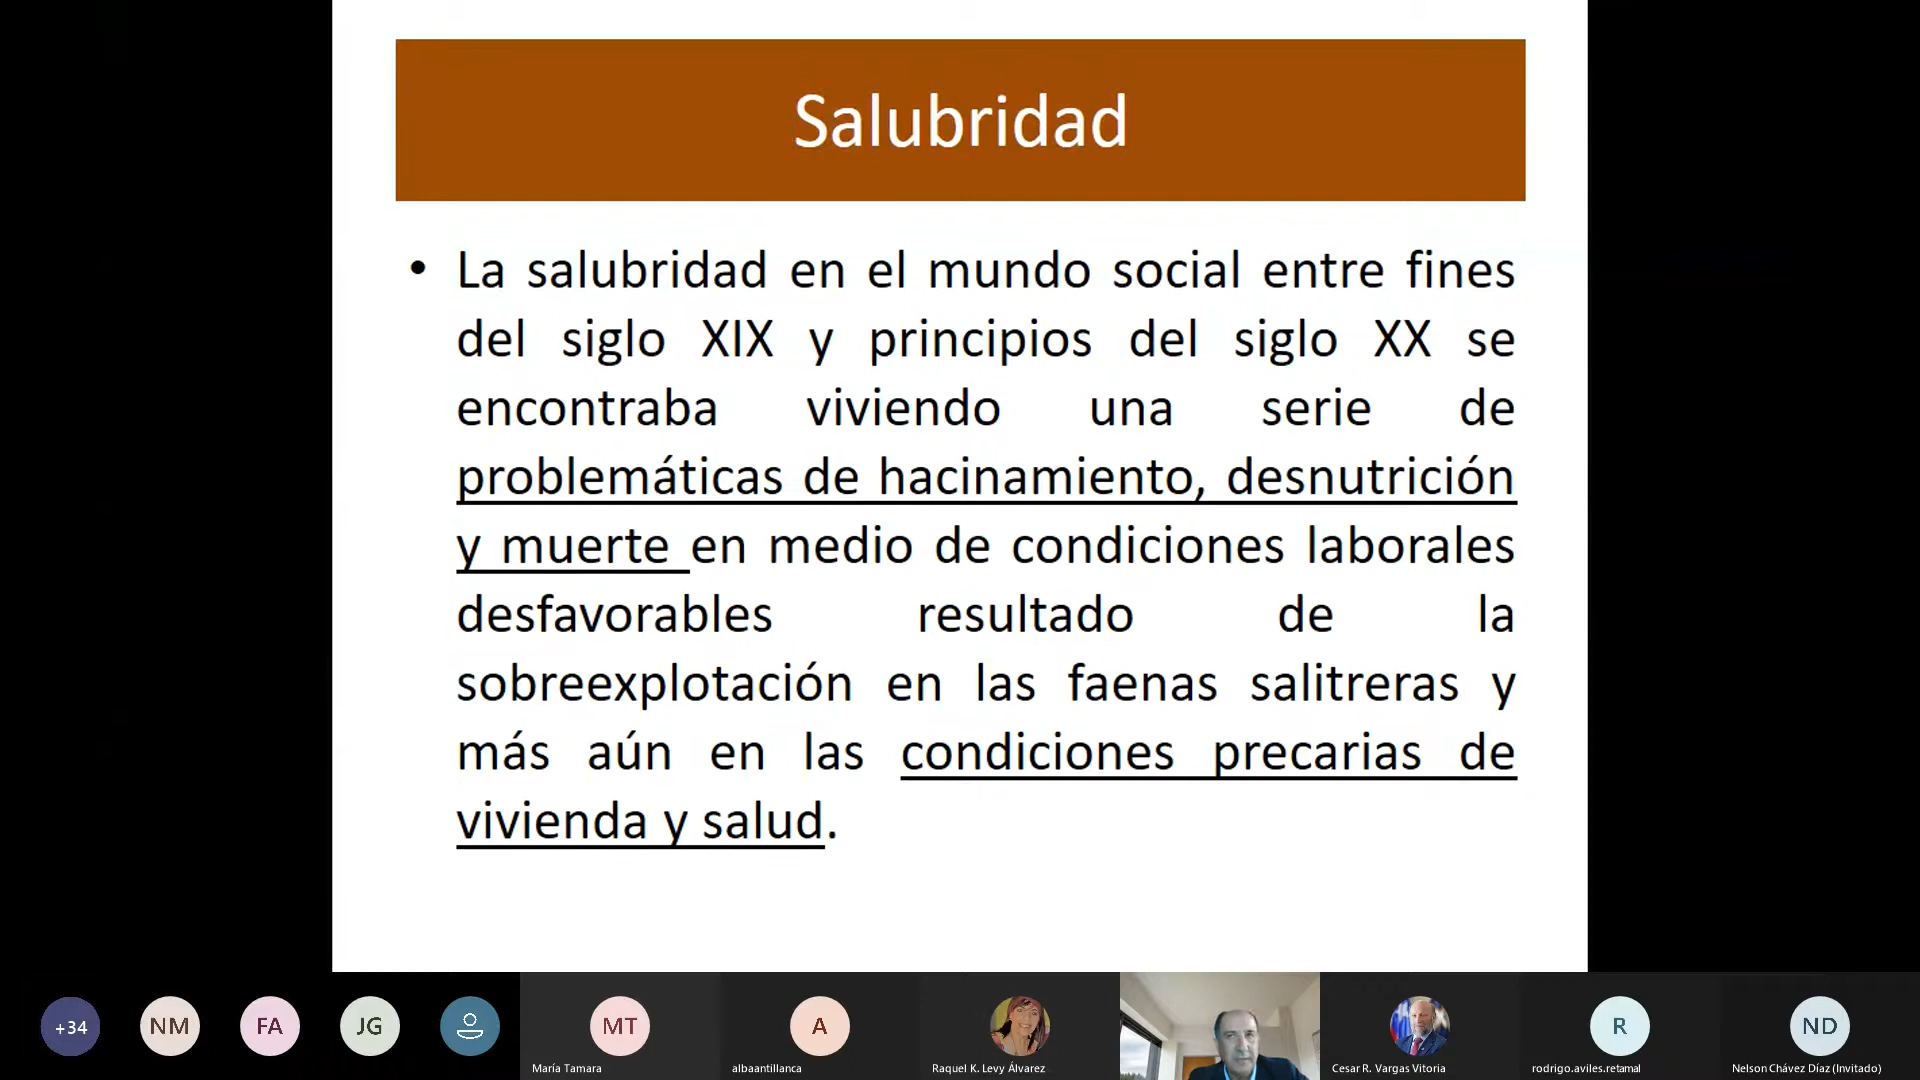 Salubridad
• La salubridad en el mundo social entre fines
del siglo XIX y principios del siglo XX se
encontraba viviendo una serie de
problemáticas de hacinamiento, desnutrición
y muerte en medio de condiciones laborales
desfavorables resultado de la
sobreexplotación en las faenas salitreras y
más aún en las condiciones precarias de
vivienda y salud.
+34
NM
FA
JG
MT
A
R
ND
María Tamara
albaantillanca
Raquel K. Levy Álvarez
Cesar R. Vargas Vitoria
rodrigo.aviles.retamal
Nelson Chávez Díaz (Invitado)